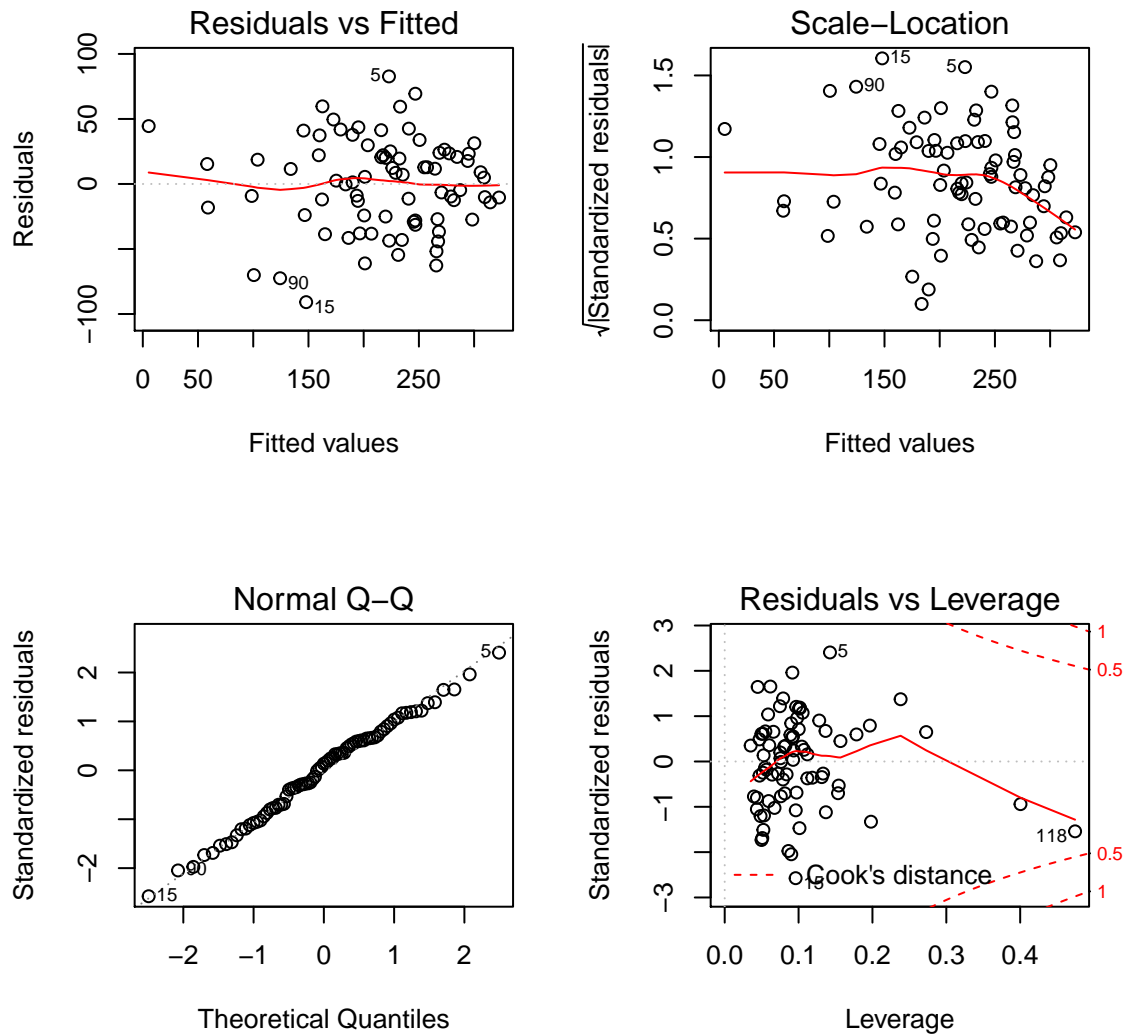 Residuals vs Fitted
Residuals
100
50
0
−100
5
90
15
0 50 150 250
Fitted values
Scale−Location
√|Standardized residuals|
1.5
1.0
0.5
0.0
15
5
90
0 50 150 250
Fitted values
Normal Q−Q
Standardized residuals
2
1
0
−2
5
15
−2 −1 0 1 2
Theoretical Quantiles
Residuals vs Leverage
Standardized residuals
3
2
1
0
−1
−3
5
118
15
Cook's distance
1
0.5
0.5
1
0.0 0.1 0.2 0.3 0.4
Leverage